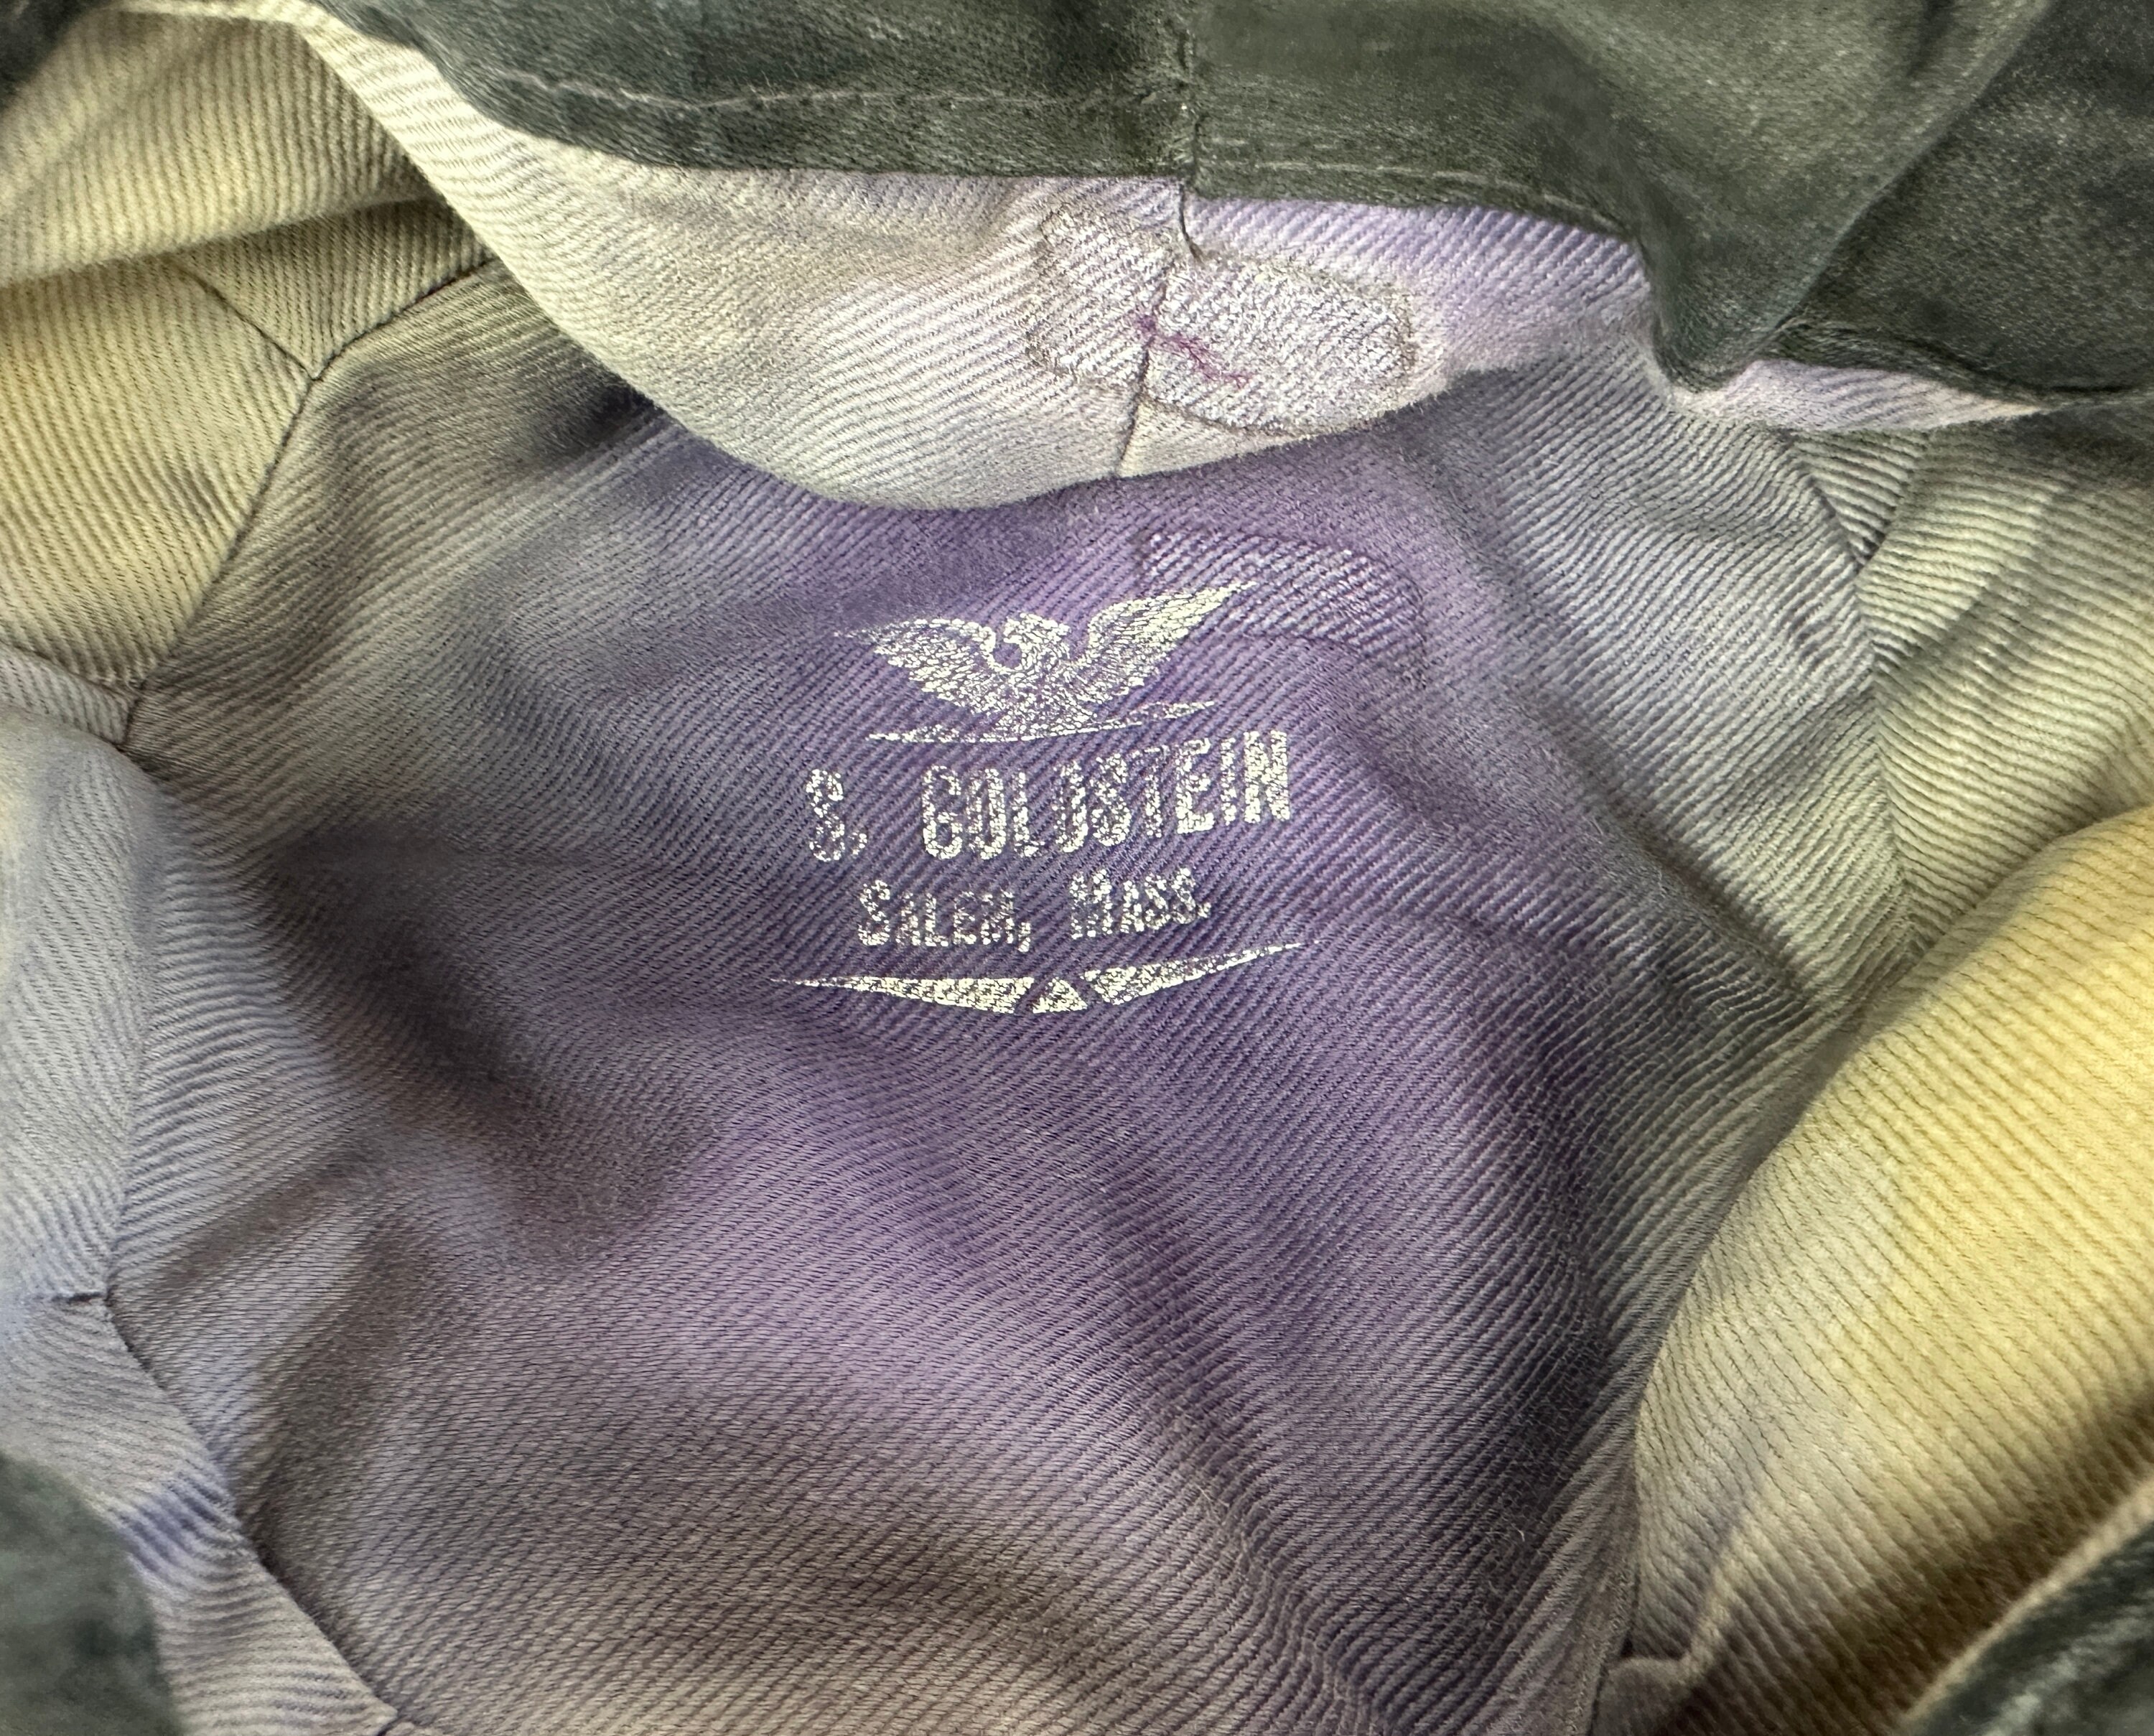 S. GOLDSTEIN
SALEM, MASS.